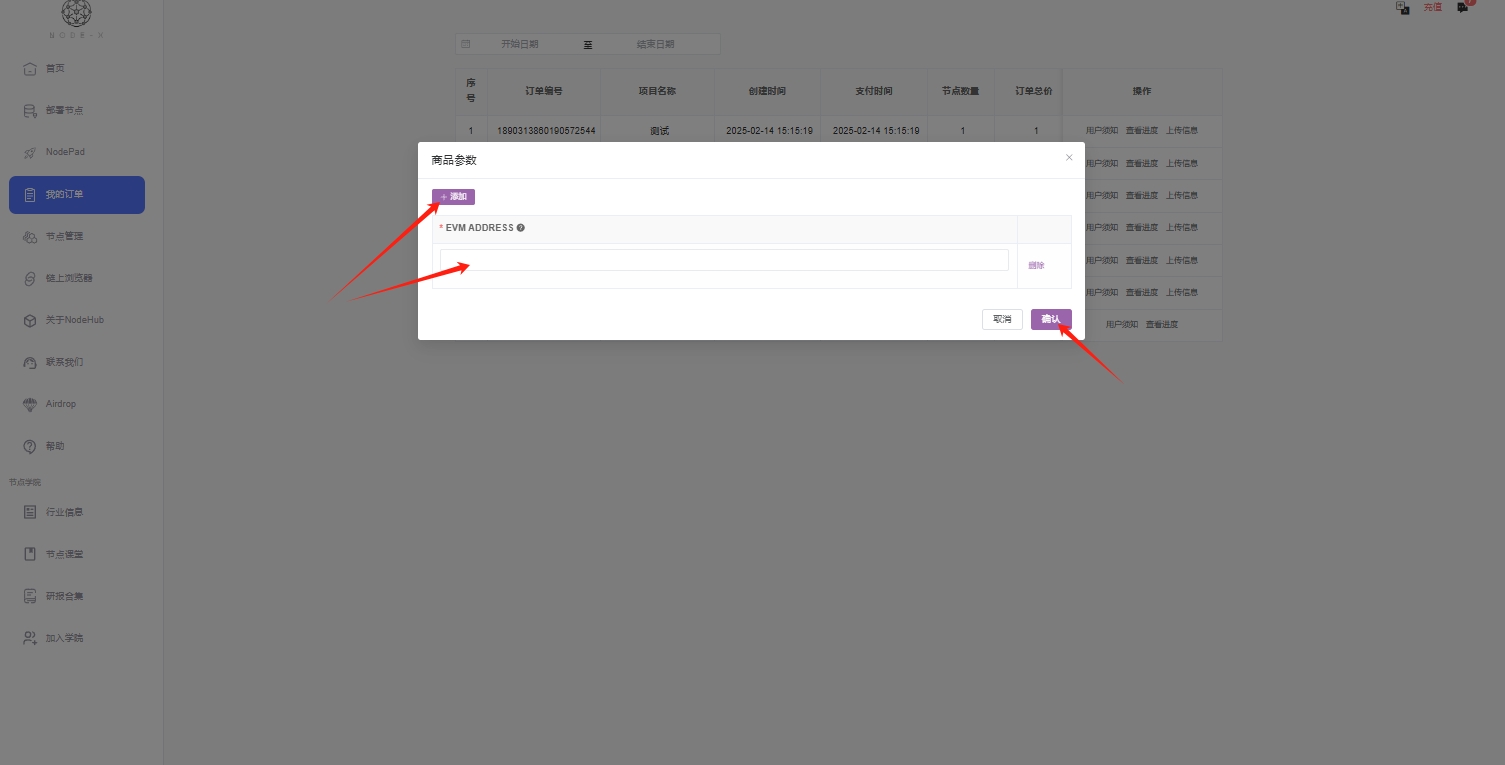 NODE-X
充值
首页
部署节点
NodePad
我的订单
节点管理
链上浏览器
关于NodeHub
联系我们
Airdrop
帮助
节点学院
行业信息
节点课堂
研报合集
加入学院
开始日期 至 结束日期
序号 订单编号 项目名称 创建时间 支付时间 节点数量 订单总价 操作
1 1890313860190572544 测试 2025-02-14 15:15:19 2025-02-14 15:15:19 1 1 用户须知 查看进度 上传信息
用户须知 查看进度 上传信息
用户须知 查看进度 上传信息
用户须知 查看进度 上传信息
用户须知 查看进度 上传信息
用户须知 查看进度 上传信息
用户须知 查看进度
商品参数 ×
+ 添加
* EVM ADDRESS ?
删除
取消 确认